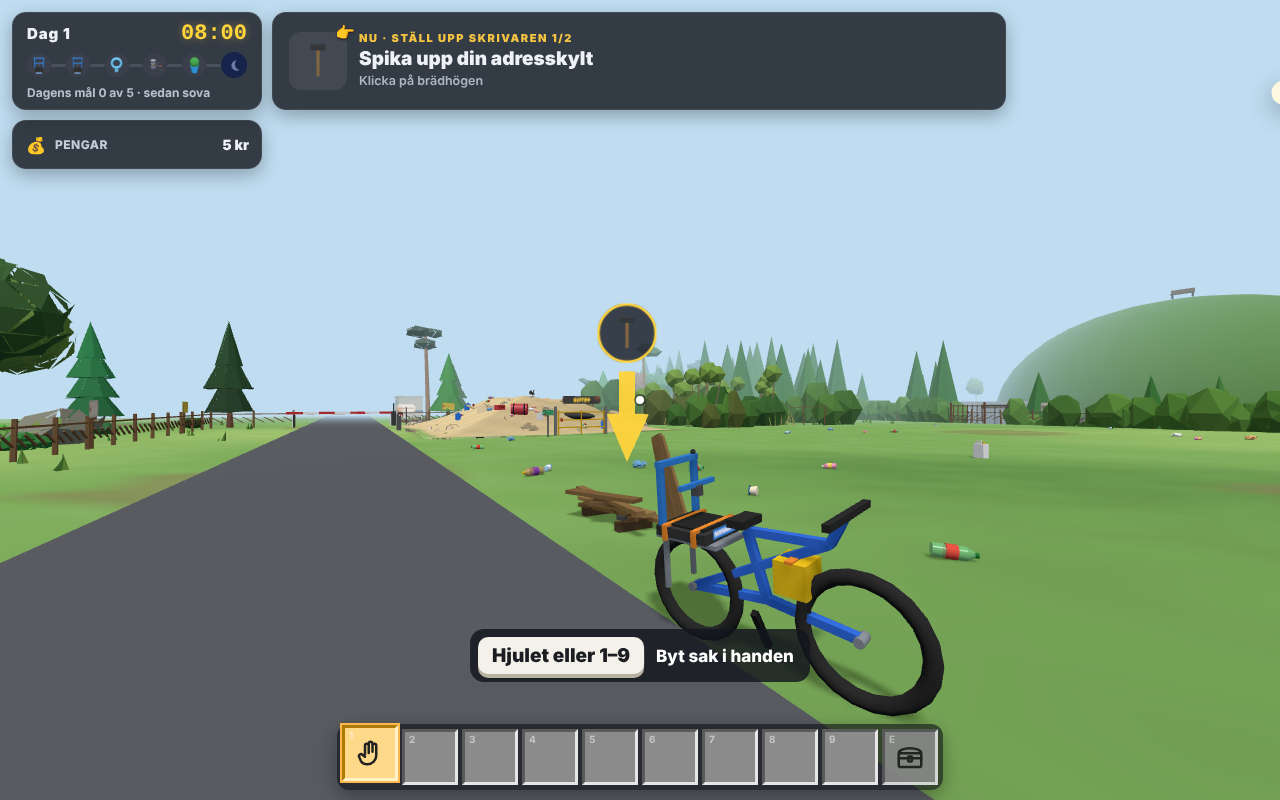 Dag 1
08:00
Dagens mål 0 av 5 · sedan sova
PENGAR
5 kr
NU · STÄLL UPP SKRIVAREN 1/2
Spika upp din adresskylt
Klicka på brädhögen
Hjulet eller 1–9
Byt sak i handen
1
2
3
4
5
6
7
8
9
E